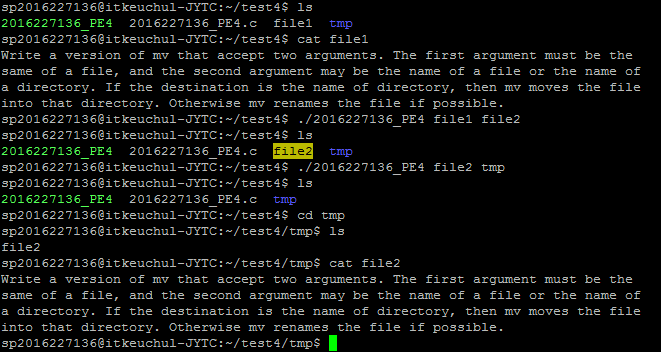 sp2016227136@itkeuchul-JYTC:~/test4$ ls
2016227136_PE4  2016227136_PE4.c  file1  tmp
sp2016227136@itkeuchul-JYTC:~/test4$ cat file1
Write a version of mv that accept two arguments. The first argument must be the
same of a file, and the second argument may be the name of a file or the name of
a directory. If the destination is the name of directory, then mv moves the file
into that directory. Otherwise mv renames the file if possible.
sp2016227136@itkeuchul-JYTC:~/test4$ ./2016227136_PE4 file1 file2
sp2016227136@itkeuchul-JYTC:~/test4$ ls
2016227136_PE4  2016227136_PE4.c  file2  tmp
sp2016227136@itkeuchul-JYTC:~/test4$ ./2016227136_PE4 file2 tmp
sp2016227136@itkeuchul-JYTC:~/test4$ ls
2016227136_PE4  2016227136_PE4.c  tmp
sp2016227136@itkeuchul-JYTC:~/test4$ cd tmp
sp2016227136@itkeuchul-JYTC:~/test4/tmp$ ls
file2
sp2016227136@itkeuchul-JYTC:~/test4/tmp$ cat file2
Write a version of mv that accept two arguments. The first argument must be the
same of a file, and the second argument may be the name of a file or the name of
a directory. If the destination is the name of directory, then mv moves the file
into that directory. Otherwise mv renames the file if possible.
sp2016227136@itkeuchul-JYTC:~/test4/tmp$